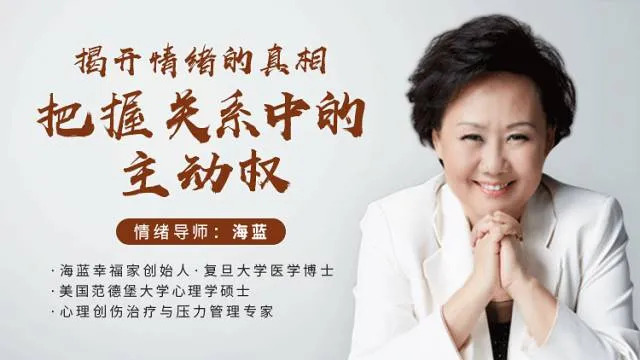 揭开情绪的真相
把握关系中的
主动权
情绪导师：海蓝
·海蓝幸福家创始人·复旦大学医学博士
·美国范德堡大学心理学硕士
·心理创伤治疗与压力管理专家